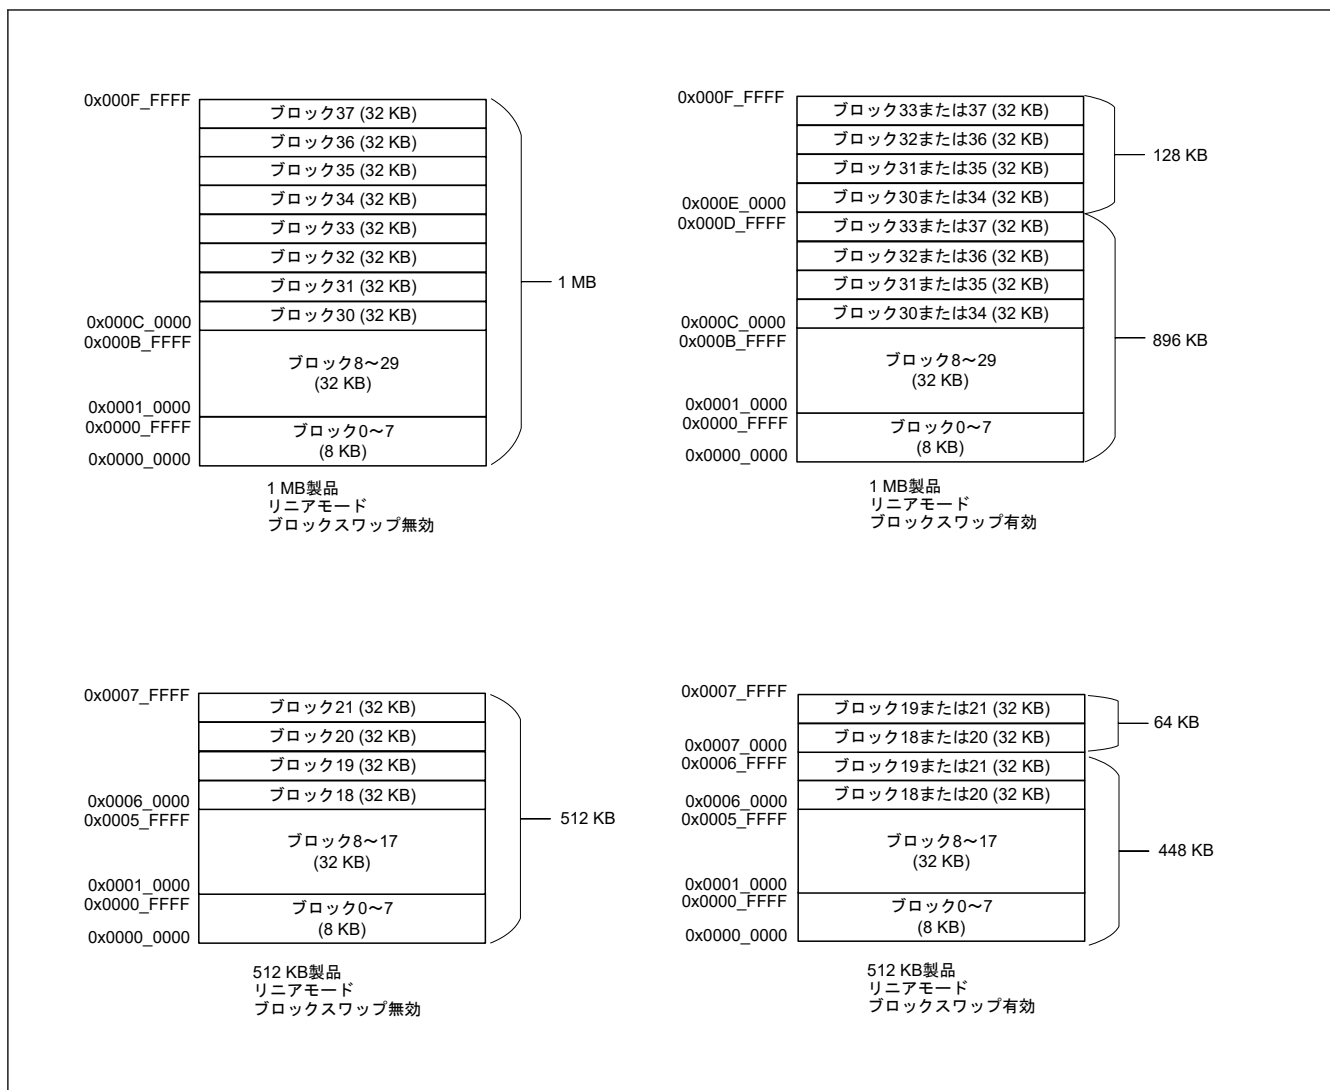 0x000F_FFFF
ブロック37 (32 KB)
ブロック36 (32 KB)
ブロック35 (32 KB)
ブロック34 (32 KB)
ブロック33 (32 KB)
ブロック32 (32 KB)
ブロック31 (32 KB)
ブロック30 (32 KB)
0x000C_0000
0x000B_FFFF
ブロック8～29
(32 KB)
0x0001_0000
0x0000_FFFF
ブロック0～7
(8 KB)
0x0000_0000
1 MB
1 MB製品
リニアモード
ブロックスワップ無効
0x000F_FFFF
ブロック33または37 (32 KB)
ブロック32または36 (32 KB)
ブロック31または35 (32 KB)
ブロック30または34 (32 KB)
128 KB
0x000E_0000
0x000D_FFFF
ブロック33または37 (32 KB)
ブロック32または36 (32 KB)
ブロック31または35 (32 KB)
ブロック30または34 (32 KB)
0x000C_0000
0x000B_FFFF
896 KB
ブロック8～29
(32 KB)
0x0001_0000
0x0000_FFFF
ブロック0～7
(8 KB)
0x0000_0000
1 MB製品
リニアモード
ブロックスワップ有効
0x0007_FFFF
ブロック21 (32 KB)
ブロック20 (32 KB)
ブロック19 (32 KB)
ブロック18 (32 KB)
0x0006_0000
0x0005_FFFF
512 KB
ブロック8～17
(32 KB)
0x0001_0000
0x0000_FFFF
ブロック0～7
(8 KB)
0x0000_0000
512 KB製品
リニアモード
ブロックスワップ無効
0x0007_FFFF
ブロック19または21 (32 KB)
ブロック18または20 (32 KB)
64 KB
0x0007_0000
0x0006_FFFF
ブロック19または21 (32 KB)
ブロック18または20 (32 KB)
0x0006_0000
0x0005_FFFF
ブロック8～17
(32 KB)
448 KB
0x0001_0000
0x0000_FFFF
ブロック0～7
(8 KB)
0x0000_0000
512 KB製品
リニアモード
ブロックスワップ有効